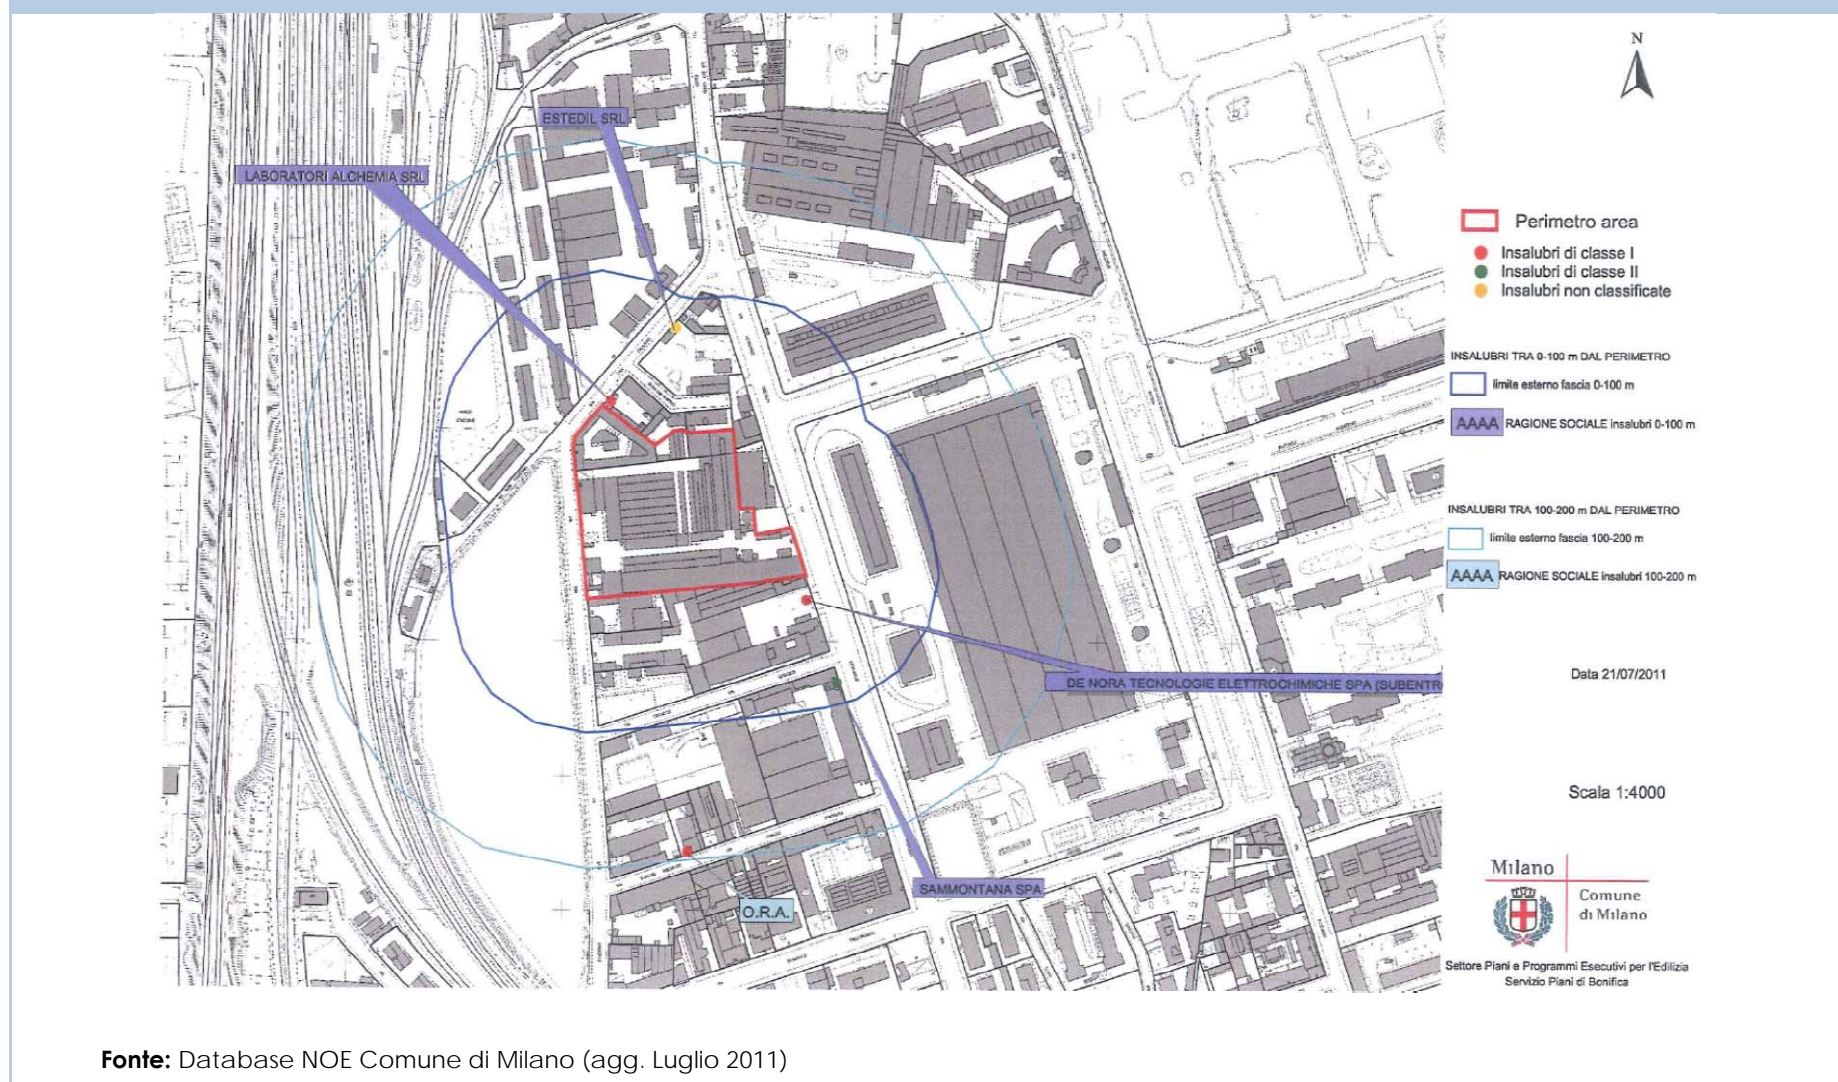 N
ESTEDIL SRL
LABORATORI ALCHEMIA SRL
Perimetro area
Insalubri di classe I
Insalubri di classe II
Insalubri non classificate
INSALUBRI TRA 0-100 m DAL PERIMETRO
limite esterno fascia 0-100 m
AAAA RAGIONE SOCIALE insalubri 0-100 m
INSALUBRI TRA 100-200 m DAL PERIMETRO
limite esterno fascia 100-200 m
AAAA RAGIONE SOCIALE insalubri 100-200 m
DE NORA TECNOLOGIE ELETTROCHIMICHE SPA (SUBENTR
Data 21/07/2011
Scala 1:4000
SAMMONTANA SPA
O.R.A.
Milano
Comune
di Milano
Settore Piani e Programmi Esecutivi per l'Edilizia
Servizio Piani di Bonifica
Fonte: Database NOE Comune di Milano (agg. Luglio 2011)